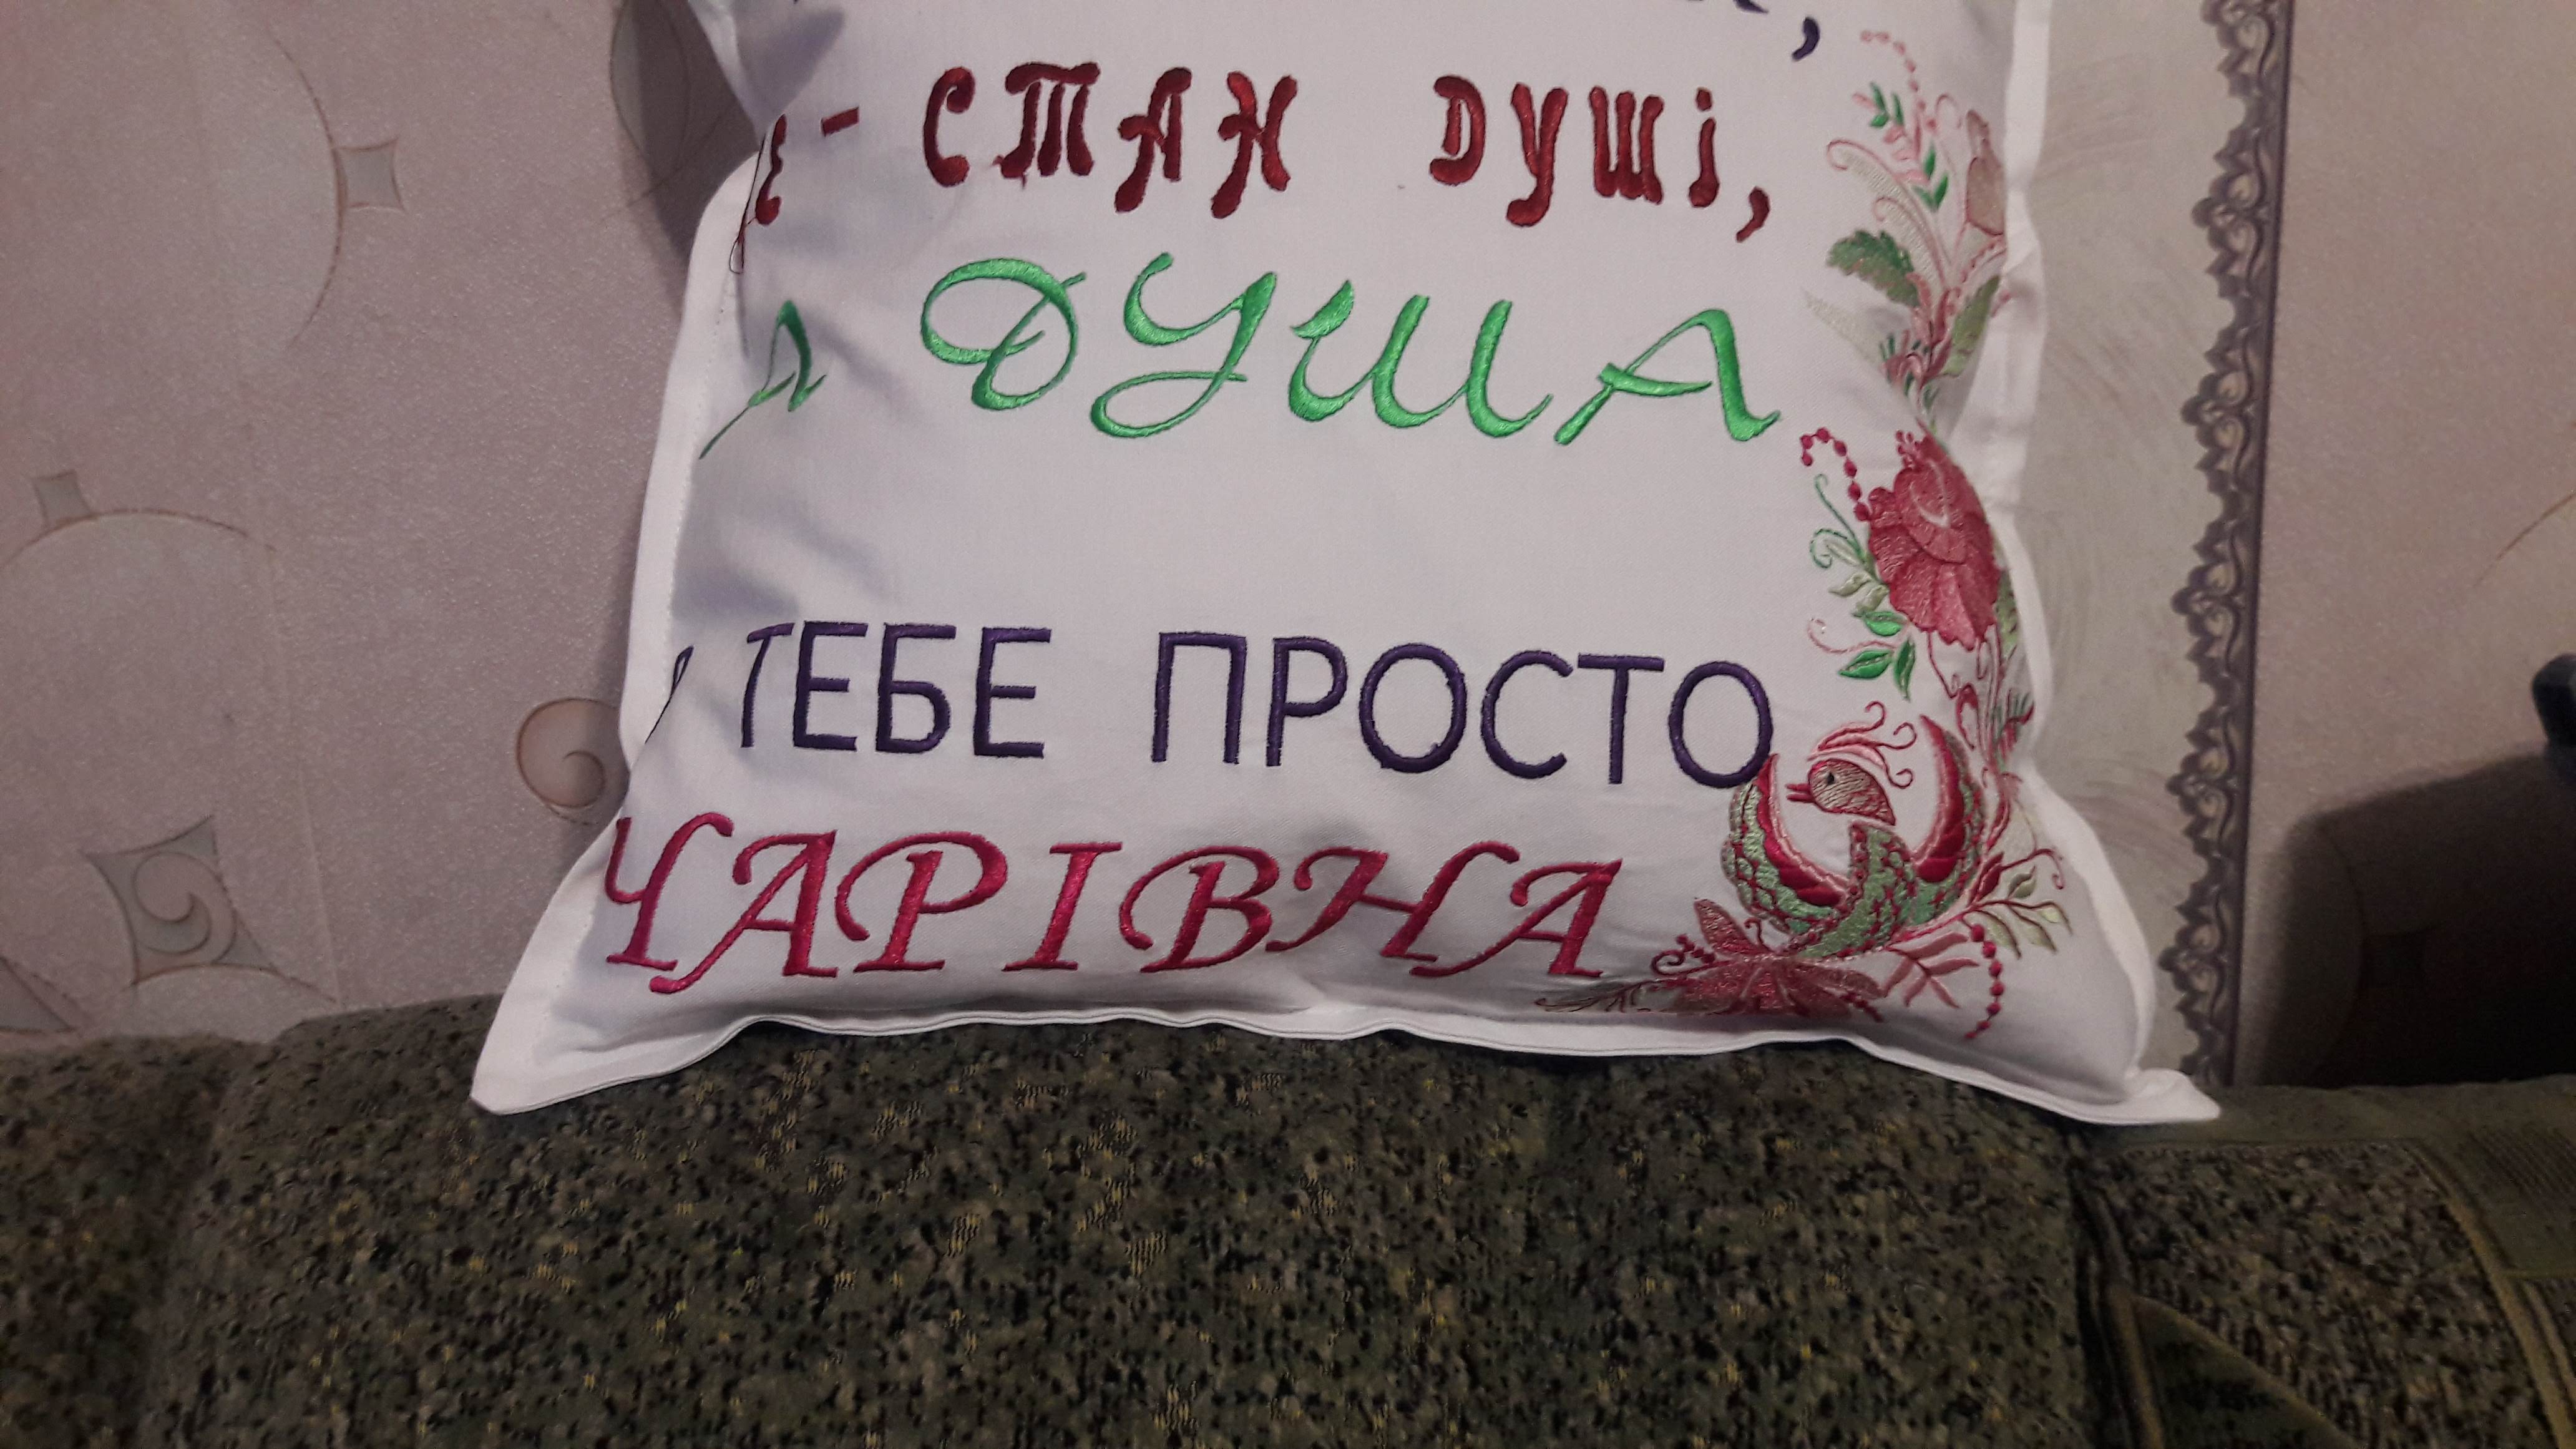 - СТАН ДУШІ,
А ДУША
ТЕБЕ ПРОСТО
ЧАРІВНА